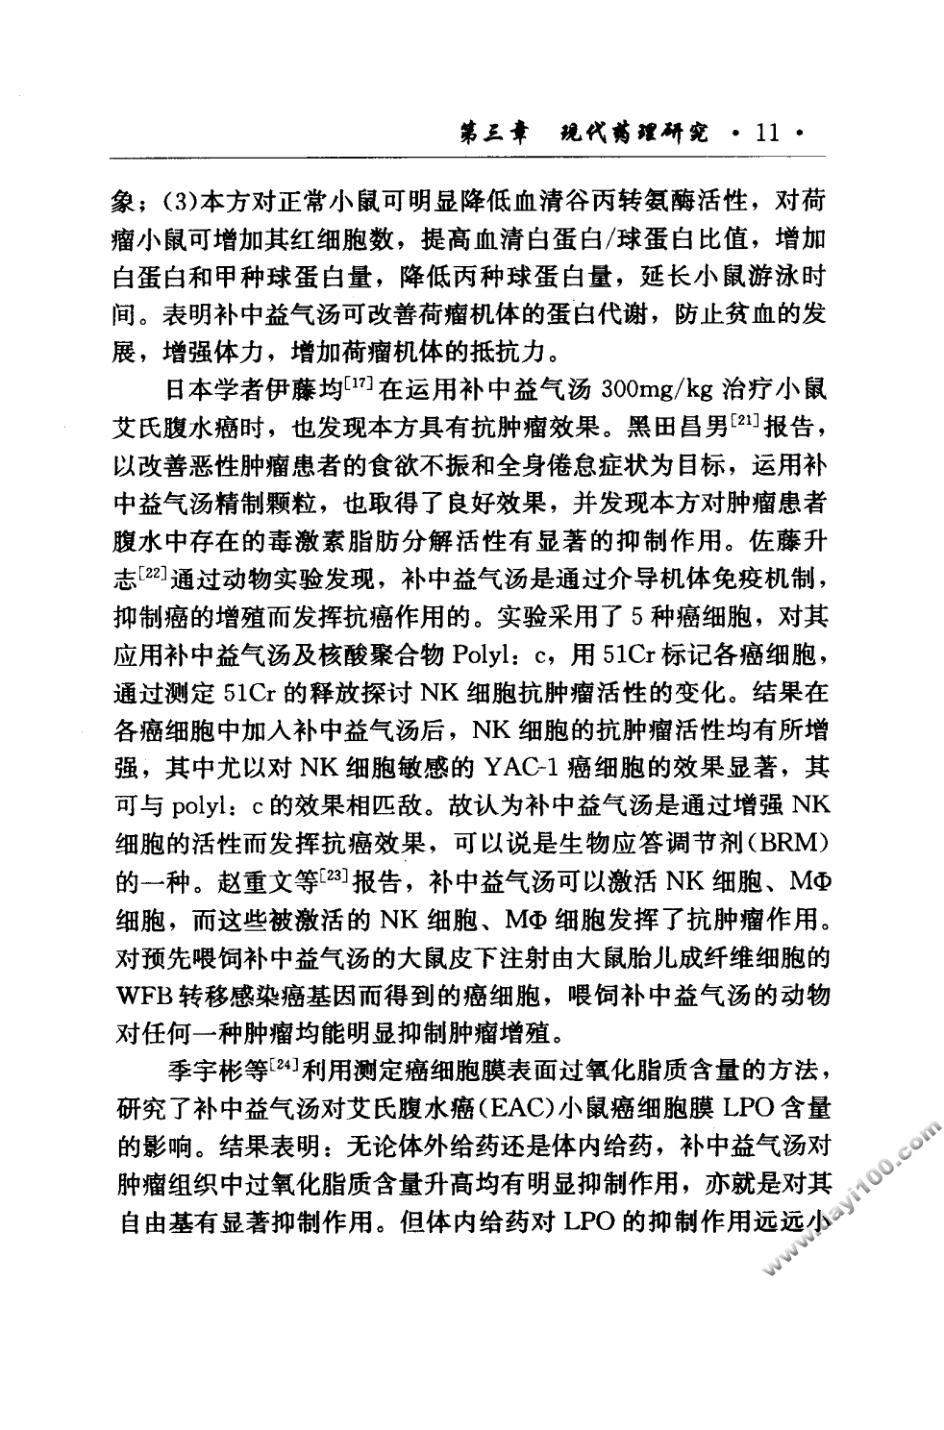 第三章 现代药理研究 · 11 ·
象；(3)本方对正常小鼠可明显降低血清谷丙转氨酶活性，对荷
瘤小鼠可增加其红细胞数，提高血清白蛋白/球蛋白比值，增加
白蛋白和甲种球蛋白量，降低丙种球蛋白量，延长小鼠游泳时
间。表明补中益气汤可改善荷瘤机体的蛋白代谢，防止贫血的发
展，增强体力，增加荷瘤机体的抵抗力。
日本学者伊藤均[17]在运用补中益气汤 300mg/kg 治疗小鼠
艾氏腹水癌时，也发现本方具有抗肿瘤效果。黑田昌男[21]报告，
以改善恶性肿瘤患者的食欲不振和全身倦怠症状为目标，运用补
中益气汤精制颗粒，也取得了良好效果，并发现本方对肿瘤患者
腹水中存在的毒激素脂肪分解活性有显著的抑制作用。佐藤升
志[22]通过动物实验发现，补中益气汤是通过介导机体免疫机制，
抑制癌的增殖而发挥抗癌作用的。实验采用了 5 种癌细胞，对其
应用补中益气汤及核酸聚合物 Polyl：c，用 51Cr 标记各癌细胞，
通过测定 51Cr 的释放探讨 NK 细胞抗肿瘤活性的变化。结果在
各癌细胞中加入补中益气汤后，NK 细胞的抗肿瘤活性均有所增
强，其中尤以对 NK 细胞敏感的 YAC-1 癌细胞的效果显著，其
可与 polyl：c 的效果相匹敌。故认为补中益气汤是通过增强 NK
细胞的活性而发挥抗癌效果，可以说是生物应答调节剂(BRM)
的一种。赵重文等[23]报告，补中益气汤可以激活 NK 细胞、MΦ
细胞，而这些被激活的 NK 细胞、MΦ 细胞发挥了抗肿瘤作用。
对预先喂饲补中益气汤的大鼠皮下注射由大鼠胎儿成纤维细胞的
WFB 转移感染癌基因而得到的癌细胞，喂饲补中益气汤的动物
对任何一种肿瘤均能明显抑制肿瘤增殖。
季宇彬等[24]利用测定癌细胞膜表面过氧化脂质含量的方法，
研究了补中益气汤对艾氏腹水癌(EAC)小鼠癌细胞膜 LPO 含量
的影响。结果表明：无论体外给药还是体内给药，补中益气汤对
肿瘤组织中过氧化脂质含量升高均有明显抑制作用，亦就是对其
自由基有显著抑制作用。但体内给药对 LPO 的抑制作用远远小
www.dayi100.com